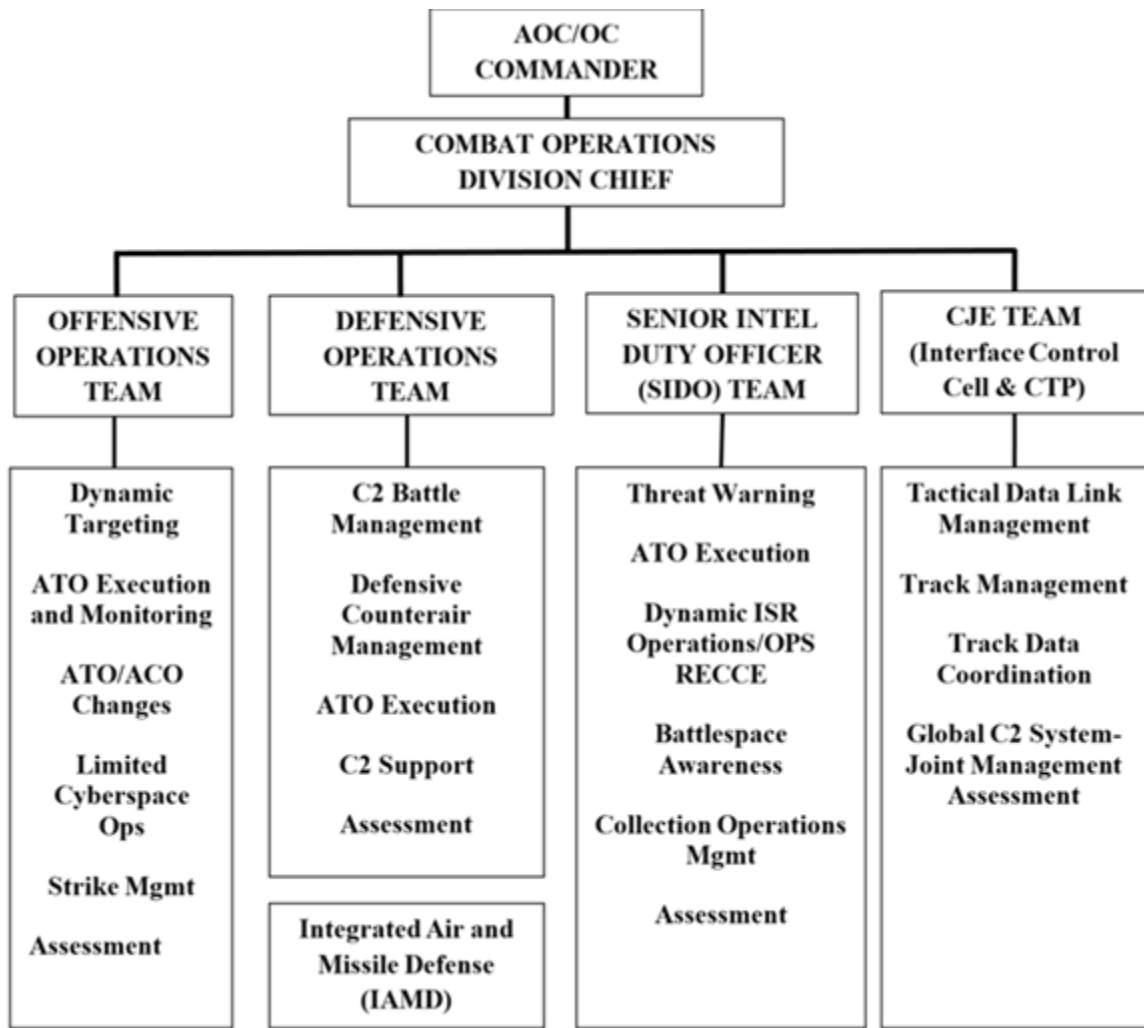 AOC/OC
COMMANDER
COMBAT OPERATIONS
DIVISION CHIEF
OFFENSIVE
OPERATIONS
TEAM
DEFENSIVE
OPERATIONS
TEAM
SENIOR INTEL
DUTY OFFICER
(SIDO) TEAM
CJE TEAM
(Interface Control
Cell & CTP)
Dynamic
Targeting
ATO Execution
and Monitoring
ATO/ACO
Changes
Limited
Cyberspace
Ops
Strike Mgmt
Assessment
C2 Battle
Management
Defensive
Counterair
Management
ATO Execution
C2 Support
Assessment
Integrated Air and
Missile Defense
(IAMD)
Threat Warning
ATO Execution
Dynamic ISR
Operations/OPS
RECCE
Battlespace
Awareness
Collection Operations
Mgmt
Assessment
Tactical Data Link
Management
Track Management
Track Data
Coordination
Global C2 System-
Joint Management
Assessment